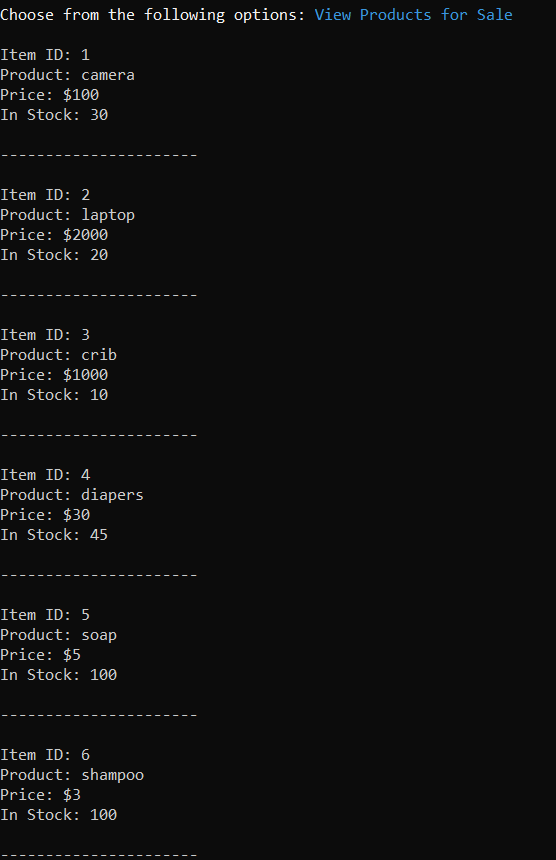 Choose from the following options: View Products for Sale
Item ID: 1
Product: camera
Price: $100
In Stock: 30
----------------------
Item ID: 2
Product: laptop
Price: $2000
In Stock: 20
----------------------
Item ID: 3
Product: crib
Price: $1000
In Stock: 10
----------------------
Item ID: 4
Product: diapers
Price: $30
In Stock: 45
----------------------
Item ID: 5
Product: soap
Price: $5
In Stock: 100
----------------------
Item ID: 6
Product: shampoo
Price: $3
In Stock: 100
----------------------